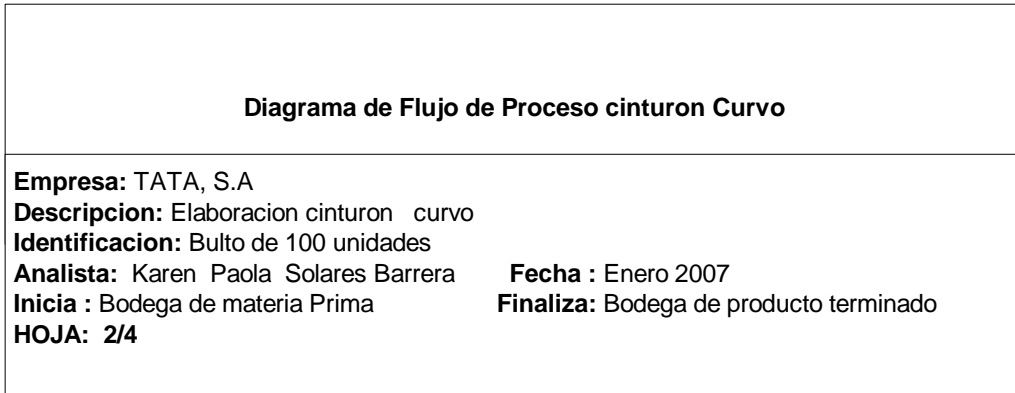 Diagrama de Flujo de Proceso cinturon Curvo
Empresa: TATA, S.A
Descripcion: Elaboracion cinturon curvo
Identificacion: Bulto de 100 unidades
Analista: Karen Paola Solares Barrera Fecha : Enero 2007
Inicia : Bodega de materia Prima Finaliza: Bodega de producto terminado
HOJA: 2/4